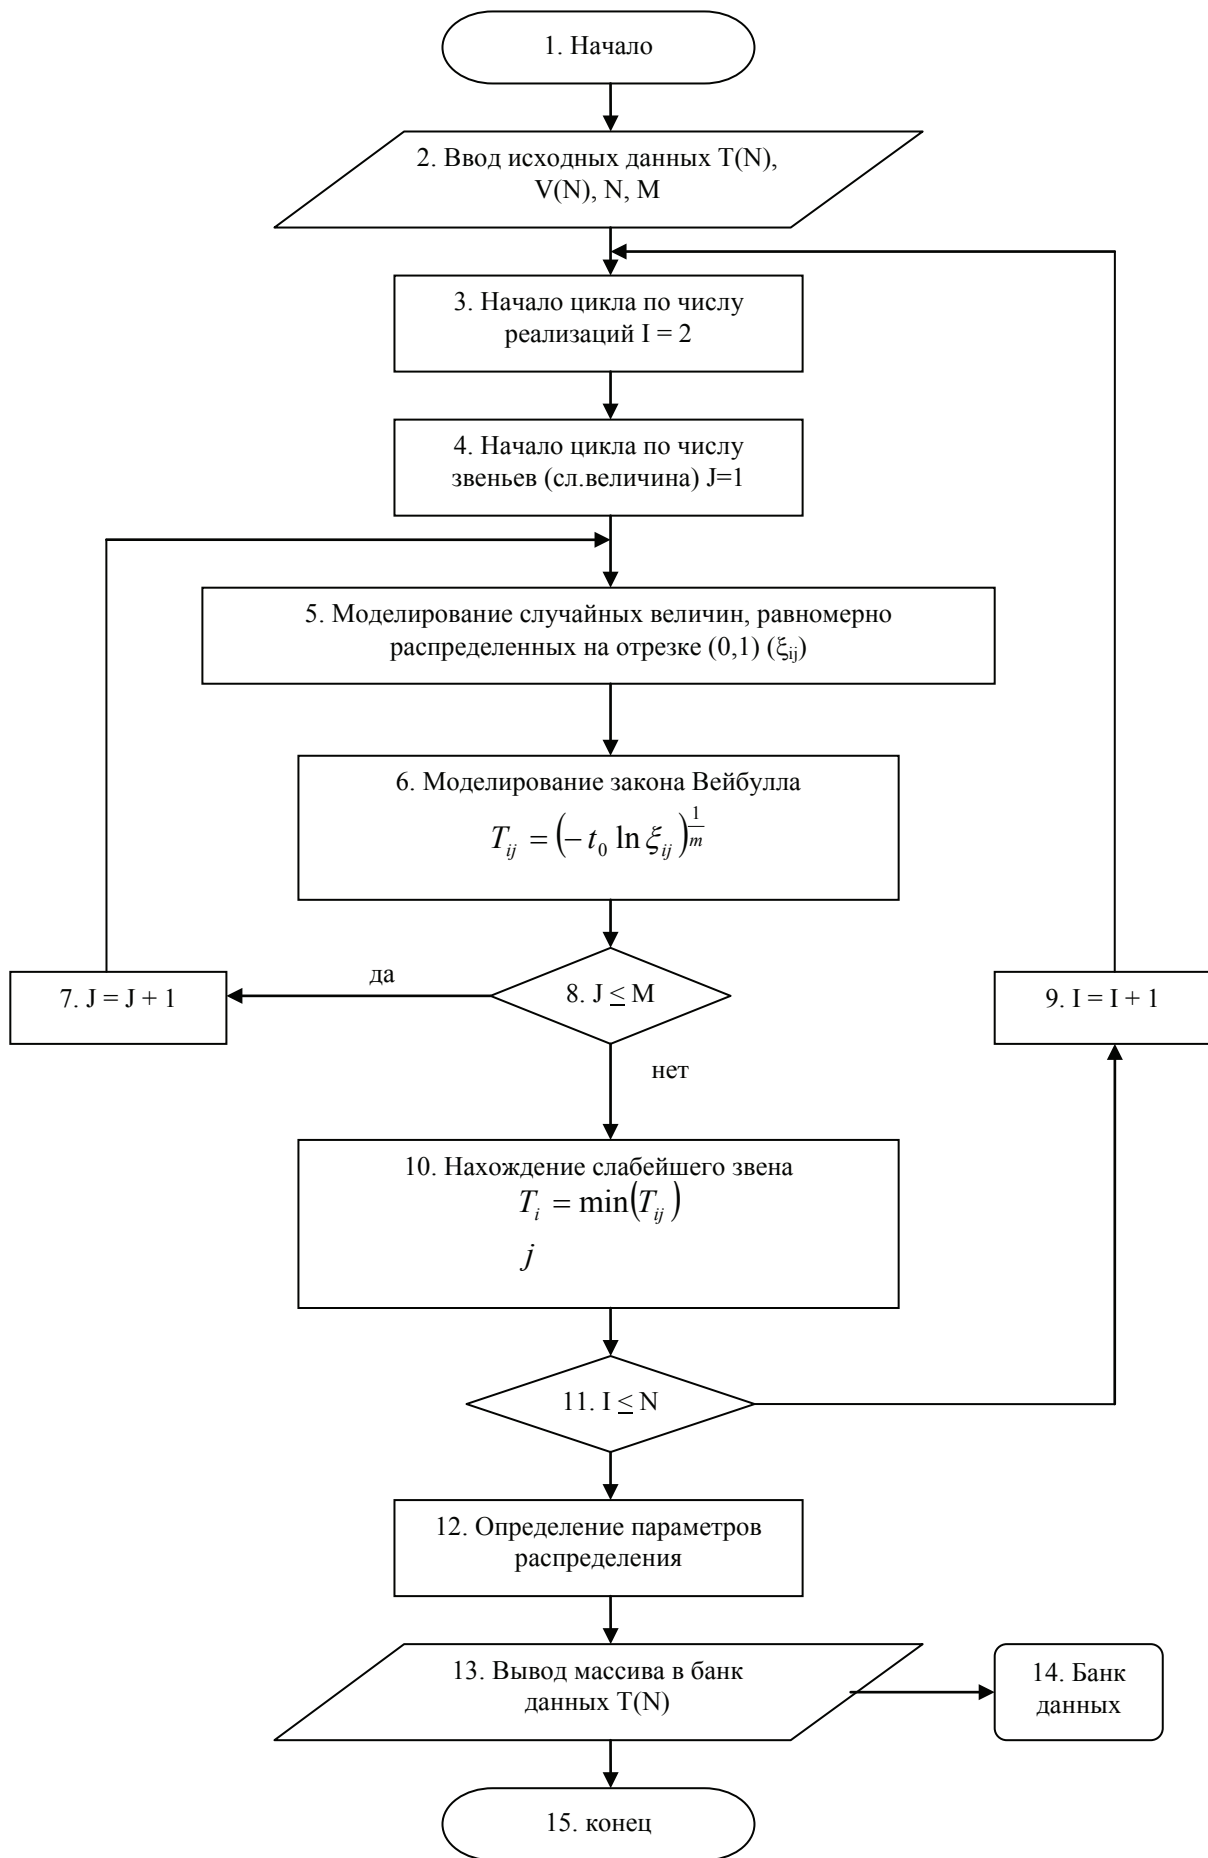 1. Начало
2. Ввод исходных данных T(N),
V(N), N, M
3. Начало цикла по числу
реализаций I = 2
4. Начало цикла по числу
звеньев (сл.величина) J=1
5. Моделирование случайных величин, равномерно
распределенных на отрезке (0,1) (ξij)
6. Моделирование закона Вейбулла
Tij = (– t0 ln ξij)^(1/m)
да
7. J = J + 1
8. J ≤ M
9. I = I + 1
нет
10. Нахождение слабейшего звена
Ti = min(Tij)
j
11. I ≤ N
12. Определение параметров
распределения
13. Вывод массива в банк
данных T(N)
14. Банк
данных
15. конец